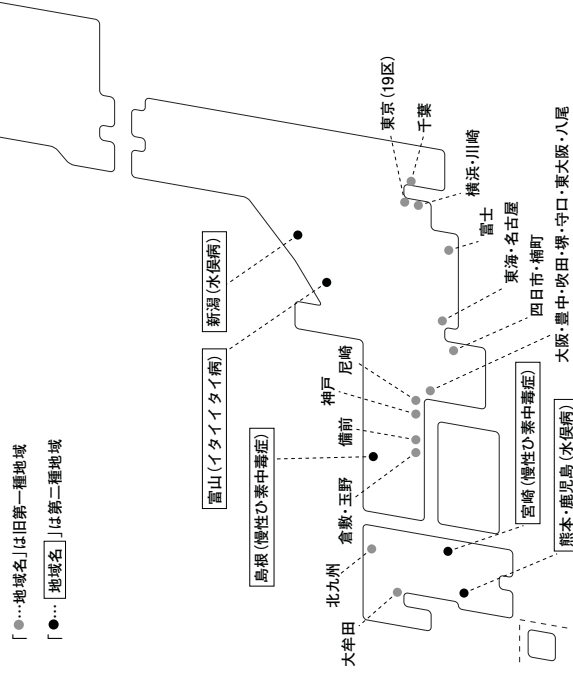 「●…地域名」は旧第一種地域
「●… 地域名 」は第二種地域
新潟（水俣病）
富山（イタイイタイ病）
島根（慢性ひ素中毒症）
宮崎（慢性ひ素中毒症）
熊本・鹿児島（水俣病）
東京（19区）
千葉
横浜・川崎
富士
東海・名古屋
四日市・楠町
大阪・豊中・吹田・堺・守口・東大阪・八尾
尼崎
神戸
備前
倉敷・玉野
北九州
大牟田